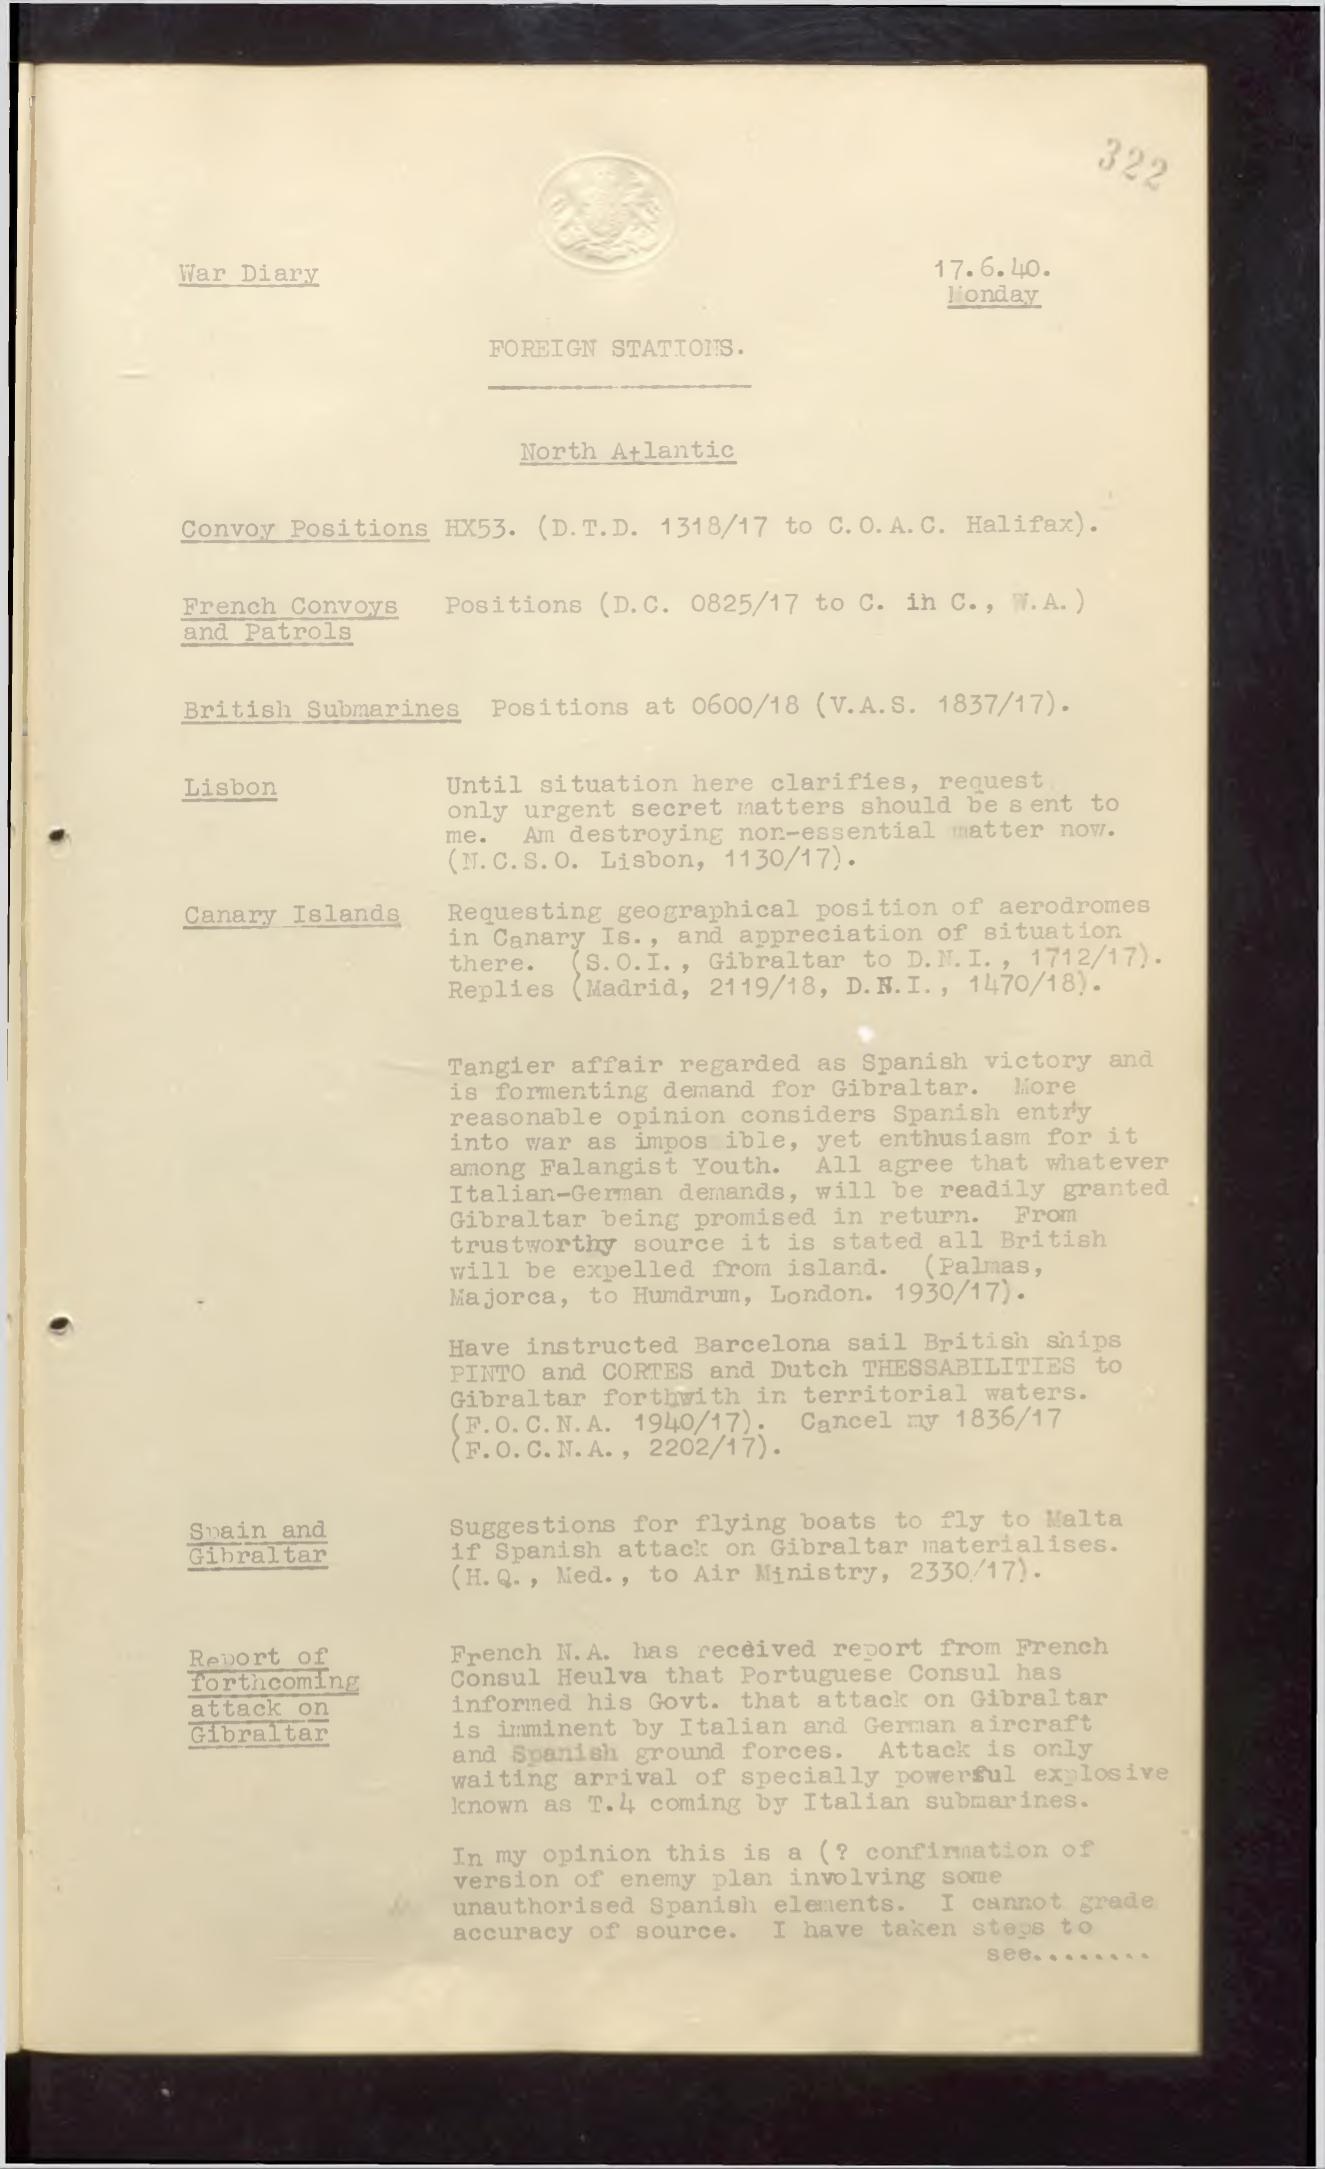 322
War Diary
17.6.40.
Monday
FOREIGN STATIONS.
North Atlantic
Convoy Positions HX53. (D.T.D. 1318/17 to C.O.A.C. Halifax).
French Convoys Positions (D.C. 0825/17 to C. in C., W.A.)
and Patrols
British Submarines Positions at 0600/18 (V.A.S. 1837/17).
Lisbon Until situation here clarifies, request
only urgent secret matters should be sent to
me. Am destroying non-essential matter now.
(N.C.S.O. Lisbon, 1130/17).
Canary Islands Requesting geographical position of aerodromes
in Canary Is., and appreciation of situation
there. (S.O.I., Gibraltar to D.N.I., 1712/17).
Replies (Madrid, 2119/18, D.N.I., 1470/18).
Tangier affair regarded as Spanish victory and
is formenting demand for Gibraltar. More
reasonable opinion considers Spanish entry
into war as impos ible, yet enthusiasm for it
among Falangist Youth. All agree that whatever
Italian-German demands, will be readily granted
Gibraltar being promised in return. From
trustworthy source it is stated all British
will be expelled from island. (Palmas,
Majorca, to Humdrum, London. 1930/17).
Have instructed Barcelona sail British ships
PINTO and CORTES and Dutch THESSABILITIES to
Gibraltar forthwith in territorial waters.
(F.O.C.N.A. 1940/17). Cancel my 1836/17
(F.O.C.N.A., 2202/17).
Spain and Suggestions for flying boats to fly to Malta
Gibraltar if Spanish attack on Gibraltar materialises.
(H.Q., Med., to Air Ministry, 2330/17).
Report of French N.A. has received report from French
forthcoming Consul Heulva that Portuguese Consul has
attack on informed his Govt. that attack on Gibraltar
Gibraltar is imminent by Italian and German aircraft
and Spanish ground forces. Attack is only
waiting arrival of specially powerful explosive
known as T.4 coming by Italian submarines.
In my opinion this is a (? confirmation of
version of enemy plan involving some
unauthorised Spanish elements. I cannot grade
accuracy of source. I have taken steps to
see.........